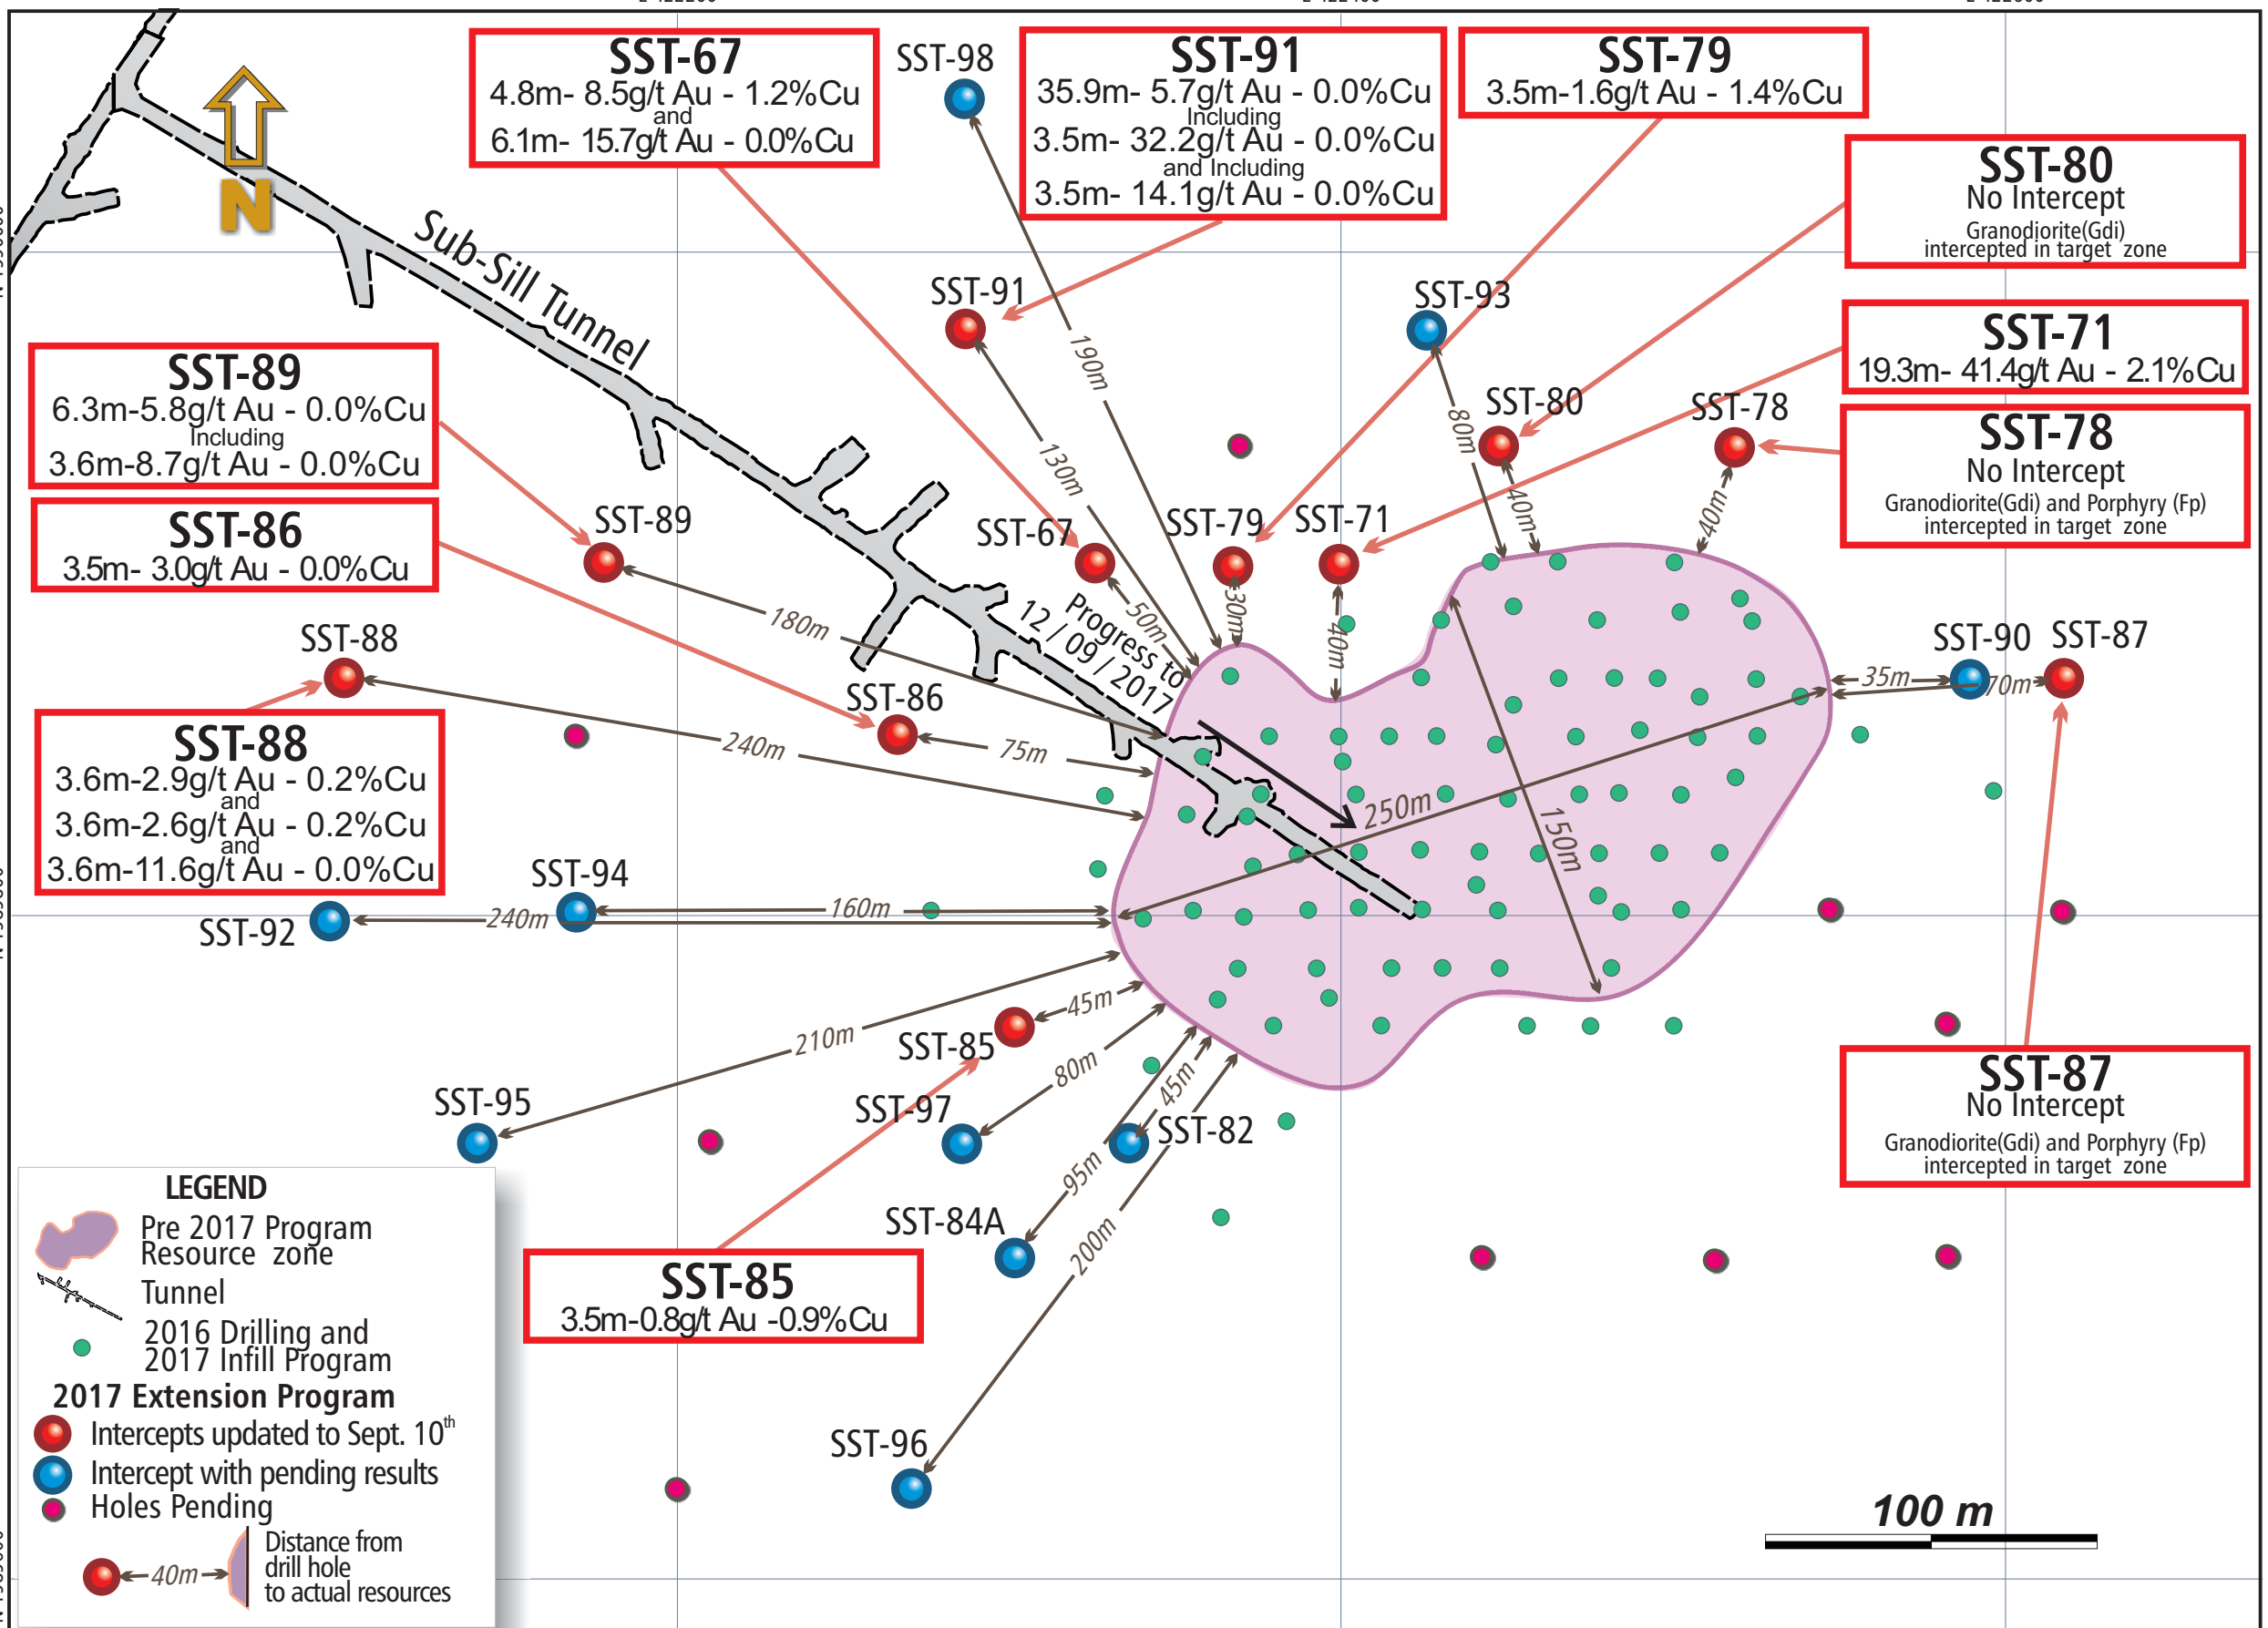 SST-67
4.8m- 8.5g/t Au - 1.2%Cu
and
6.1m- 15.7g/t Au - 0.0%Cu
SST-98
SST-91
35.9m- 5.7g/t Au - 0.0%Cu
Including
3.5m- 32.2g/t Au - 0.0%Cu
and Including
3.5m- 14.1g/t Au - 0.0%Cu
SST-79
3.5m-1.6g/t Au - 1.4%Cu
SST-80
No Intercept
Granodiorite(Gdi)
intercepted in target zone
N
Sub-Sill Tunnel
SST-91
SST-93
190m
SST-71
19.3m- 41.4g/t Au - 2.1%Cu
SST-89
6.3m-5.8g/t Au - 0.0%Cu
Including
3.6m-8.7g/t Au - 0.0%Cu
SST-80
SST-78
80m
130m
40m
40m
SST-78
No Intercept
Granodiorite(Gdi) and Porphyry (Fp)
intercepted in target zone
SST-86
3.5m- 3.0g/t Au - 0.0%Cu
SST-89
SST-67
SST-79
SST-71
180m
50m
30m
40m
Progress to
12 / 09 / 2017
SST-88
SST-90
SST-87
35m
70m
SST-86
75m
240m
SST-88
3.6m-2.9g/t Au - 0.2%Cu
and
3.6m-2.6g/t Au - 0.2%Cu
and
3.6m-11.6g/t Au - 0.0%Cu
250m
150m
SST-94
160m
240m
SST-92
45m
210m
SST-85
80m
45m
SST-95
SST-97
SST-82
95m
SST-84A
200m
SST-87
No Intercept
Granodiorite(Gdi) and Porphyry (Fp)
intercepted in target zone
SST-85
3.5m-0.8g/t Au -0.9%Cu
SST-96
LEGEND
Pre 2017 Program
Resource zone
Tunnel
2016 Drilling and
2017 Infill Program
2017 Extension Program
Intercepts updated to Sept. 10th
Intercept with pending results
Holes Pending
40m
Distance from
drill hole
to actual resources
100 m